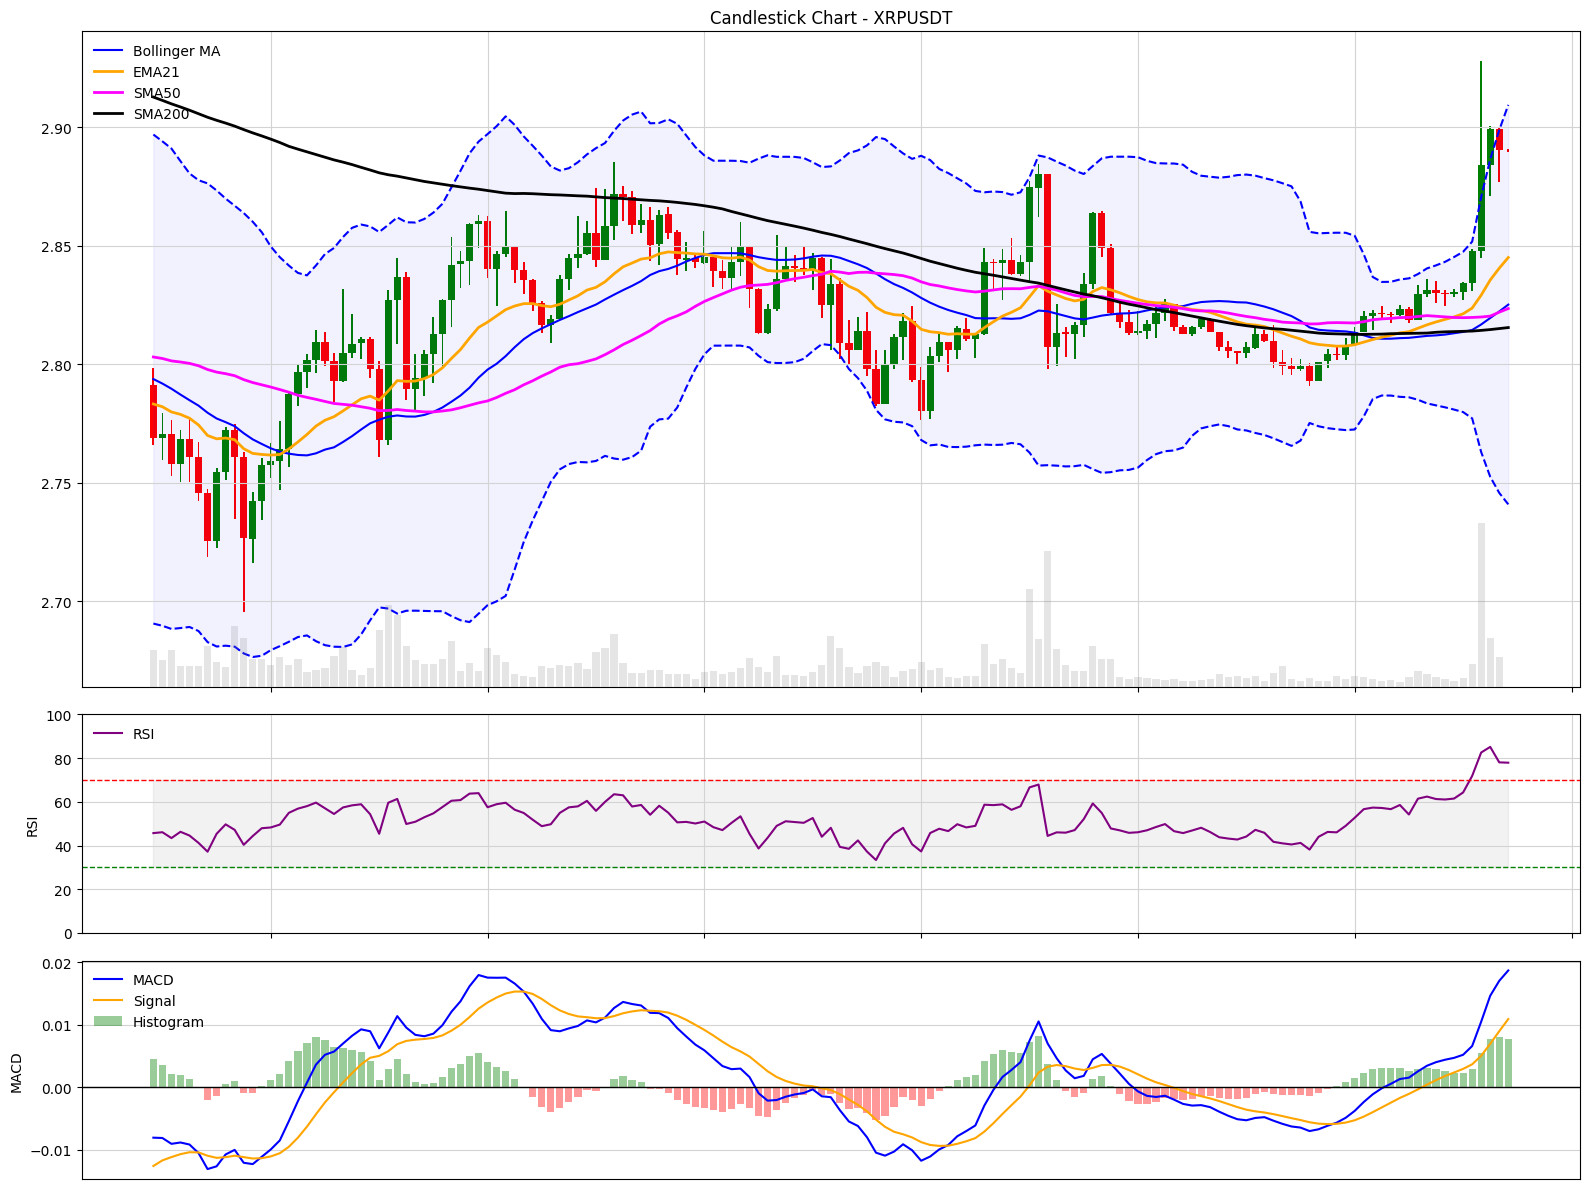 Candlestick Chart - XRPUSDT
Bollinger MA
EMA21
SMA50
SMA200
2.90
2.85
2.80
2.75
2.70
RSI
100
80
60
40
20
0
RSI
MACD
Signal
Histogram
0.02
0.01
0.00
−0.01
MACD